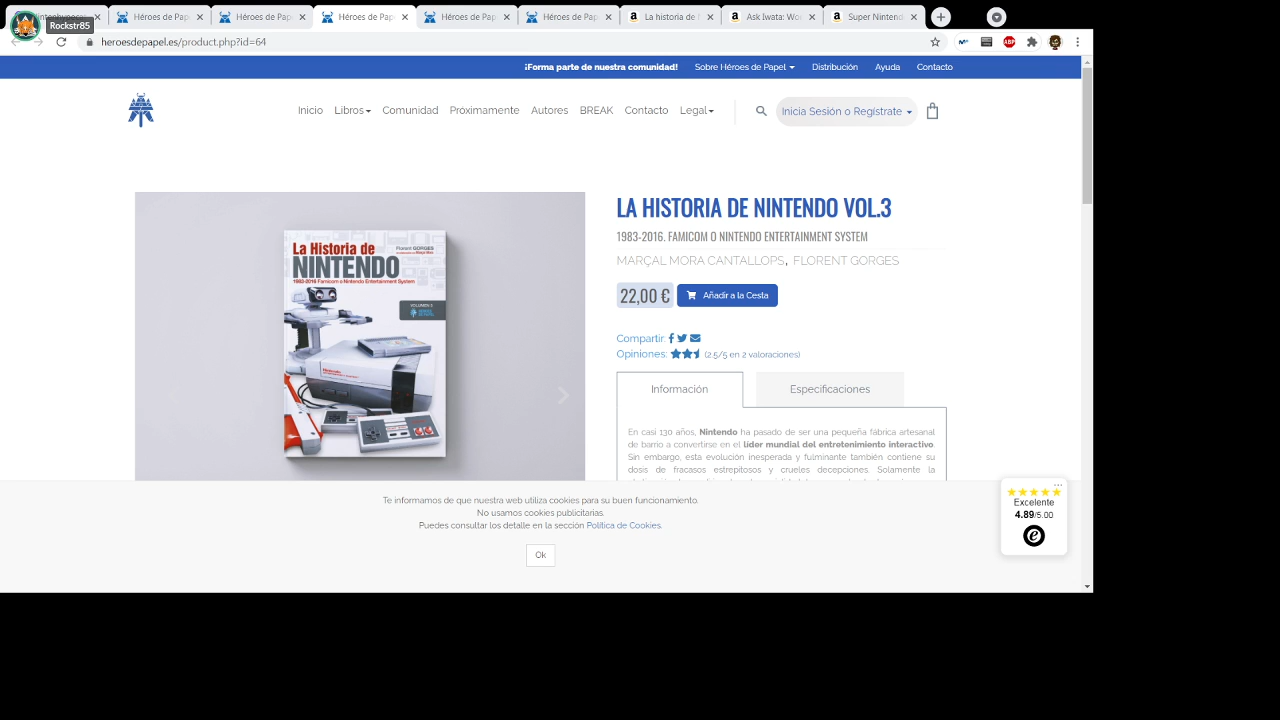 Rockstr85
Héroes de Pap
Héroes de Pap
Héroes de Pap
Héroes de Pap
Héroes de Pap
La historia de N
Ask Iwata: Wor
Super Nintendo
heroesdepapel.es/product.php?id=64
¡Forma parte de nuestra comunidad!
Sobre Héroes de Papel
Distribución
Ayuda
Contacto
Inicio
Libros
Comunidad
Próximamente
Autores
BREAK
Contacto
Legal
Inicia Sesión o Regístrate
La Historia de
NINTENDO
Florent GORGES
1983-2016 Famicom o Nintendo Entertainment System
VOLUMEN 3
LA HISTORIA DE NINTENDO VOL.3
1983-2016. FAMICOM O NINTENDO ENTERTAINMENT SYSTEM
MARÇAL MORA CANTALLOPS, FLORENT GORGES
22,00 €
Añadir a la Cesta
Compartir:
Opiniones: (2.5/5 en 2 valoraciones)
Información
Especificaciones
En casi 130 años, Nintendo ha pasado de ser una pequeña fábrica artesanal
de barrio a convertirse en el líder mundial del entretenimiento interactivo.
Sin embargo, esta evolución inesperada y fulminante también contiene su
dosis de fracasos estrepitosos y crueles decepciones. Solamente la
Te informamos de que nuestra web utiliza cookies para su buen funcionamiento.
No usamos cookies publicitarias.
Puedes consultar los detalle en la sección Política de Cookies.
Ok
Excelente
4.89/5.00